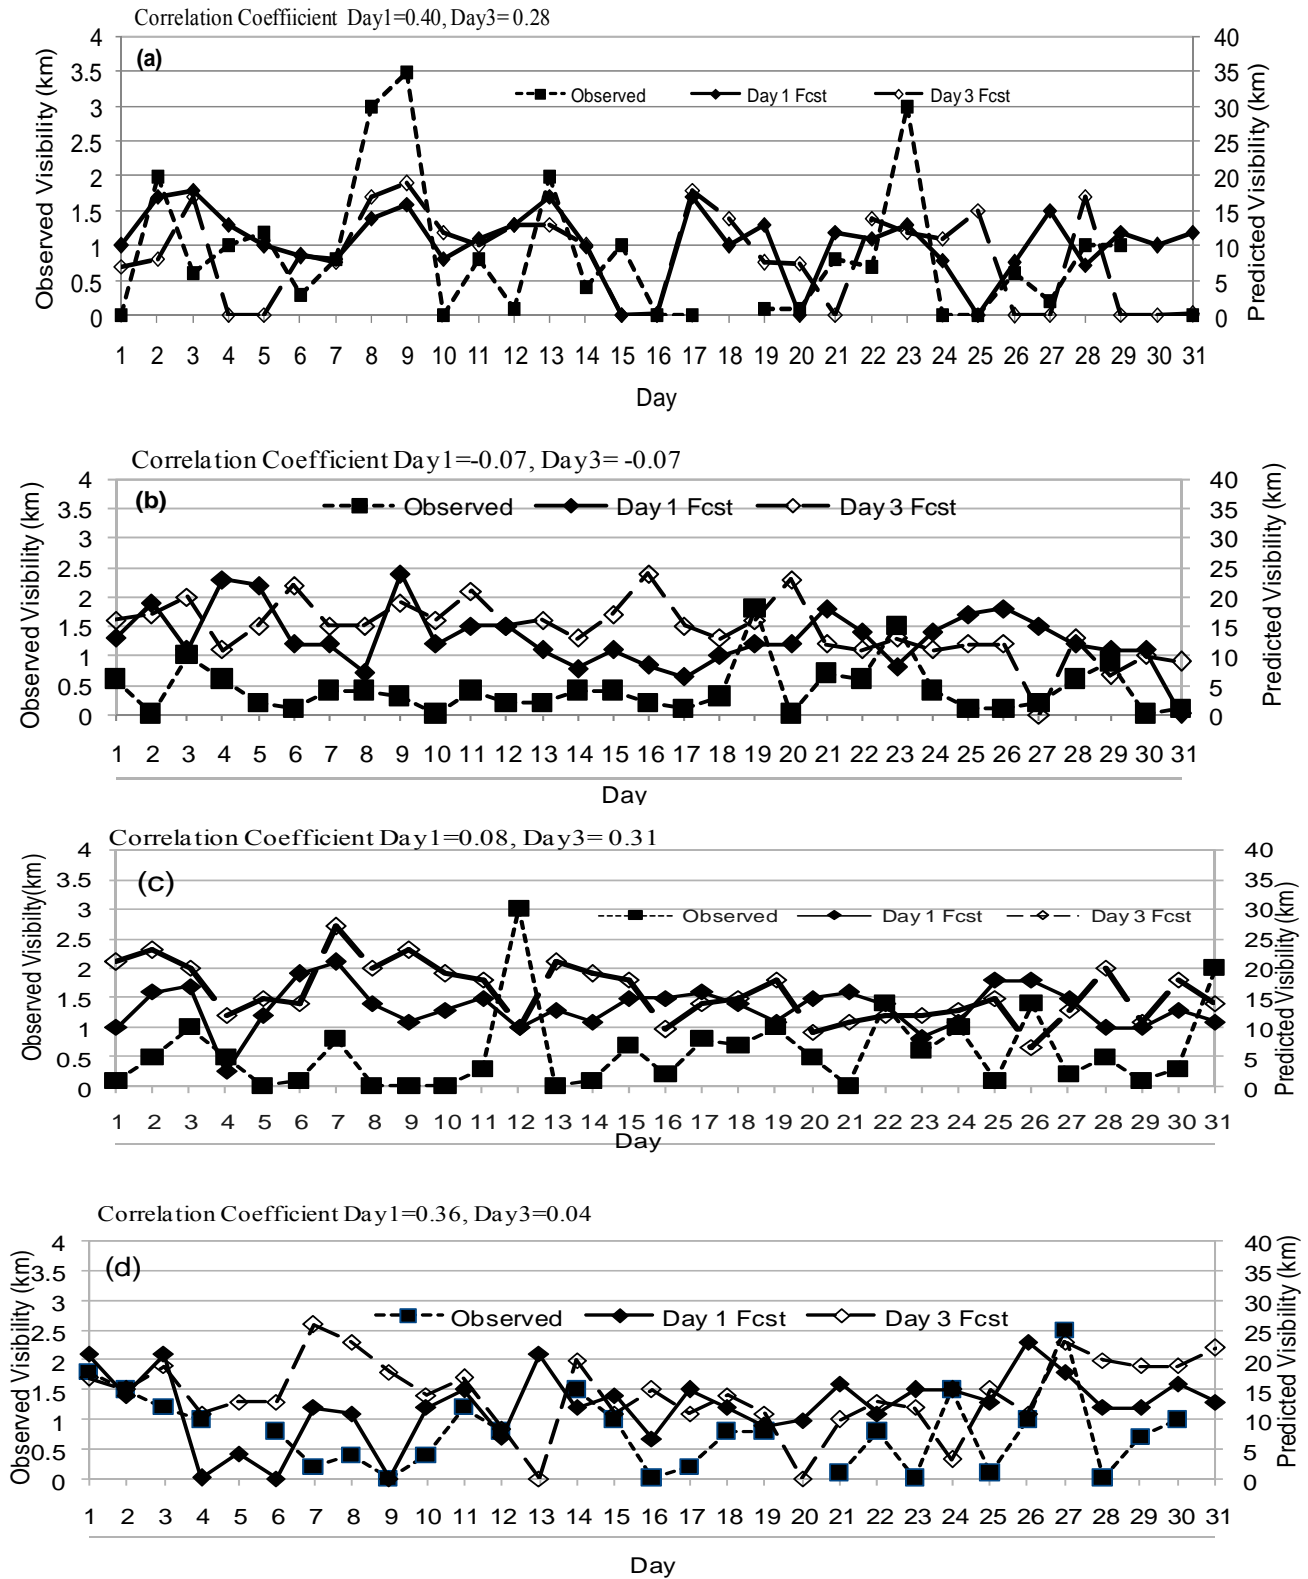 Correlation Coeffiicient Day1=0.40, Day3= 0.28
(a)
Observed Day 1 Fcst Day 3 Fcst
Observed Visibility (km)
4
3.5
3
2.5
2
1.5
1
0.5
0
40
35
30
25
20
15
10
5
0
Predicted Visibility (km)
1 2 3 4 5 6 7 8 9 10 11 12 13 14 15 16 17 18 19 20 21 22 23 24 25 26 27 28 29 30 31
Day
Correlation Coefficient Day1=-0.07, Day3= -0.07
(b)
Observed Day 1 Fcst Day 3 Fcst
Observed Visibility (km)
4
3.5
3
2.5
2
1.5
1
0.5
0
40
35
30
25
20
15
10
5
0
Predicted Visibility (km)
1 2 3 4 5 6 7 8 9 10 11 12 13 14 15 16 17 18 19 20 21 22 23 24 25 26 27 28 29 30 31
Day
Correlation Coefficient Day1=0.08, Day3= 0.31
(c)
Observed Day 1 Fcst Day 3 Fcst
Observed Visibilty(km)
4
3.5
3
2.5
2
1.5
1
0.5
0
40
35
30
25
20
15
10
5
0
Predicted Visibility (km)
1 2 3 4 5 6 7 8 9 10 11 12 13 14 15 16 17 18 19 20 21 22 23 24 25 26 27 28 29 30 31
Day
Correlation Coefficient Day1=0.36, Day3=0.04
(d)
Observed Day 1 Fcst Day 3 Fcst
Observed Visibility (km)
4
3.5
3
2.5
2
1.5
1
0.5
0
40
35
30
25
20
15
10
5
0
Predicted Visibility (km)
1 2 3 4 5 6 7 8 9 10 11 12 13 14 15 16 17 18 19 20 21 22 23 24 25 26 27 28 29 30 31
Day